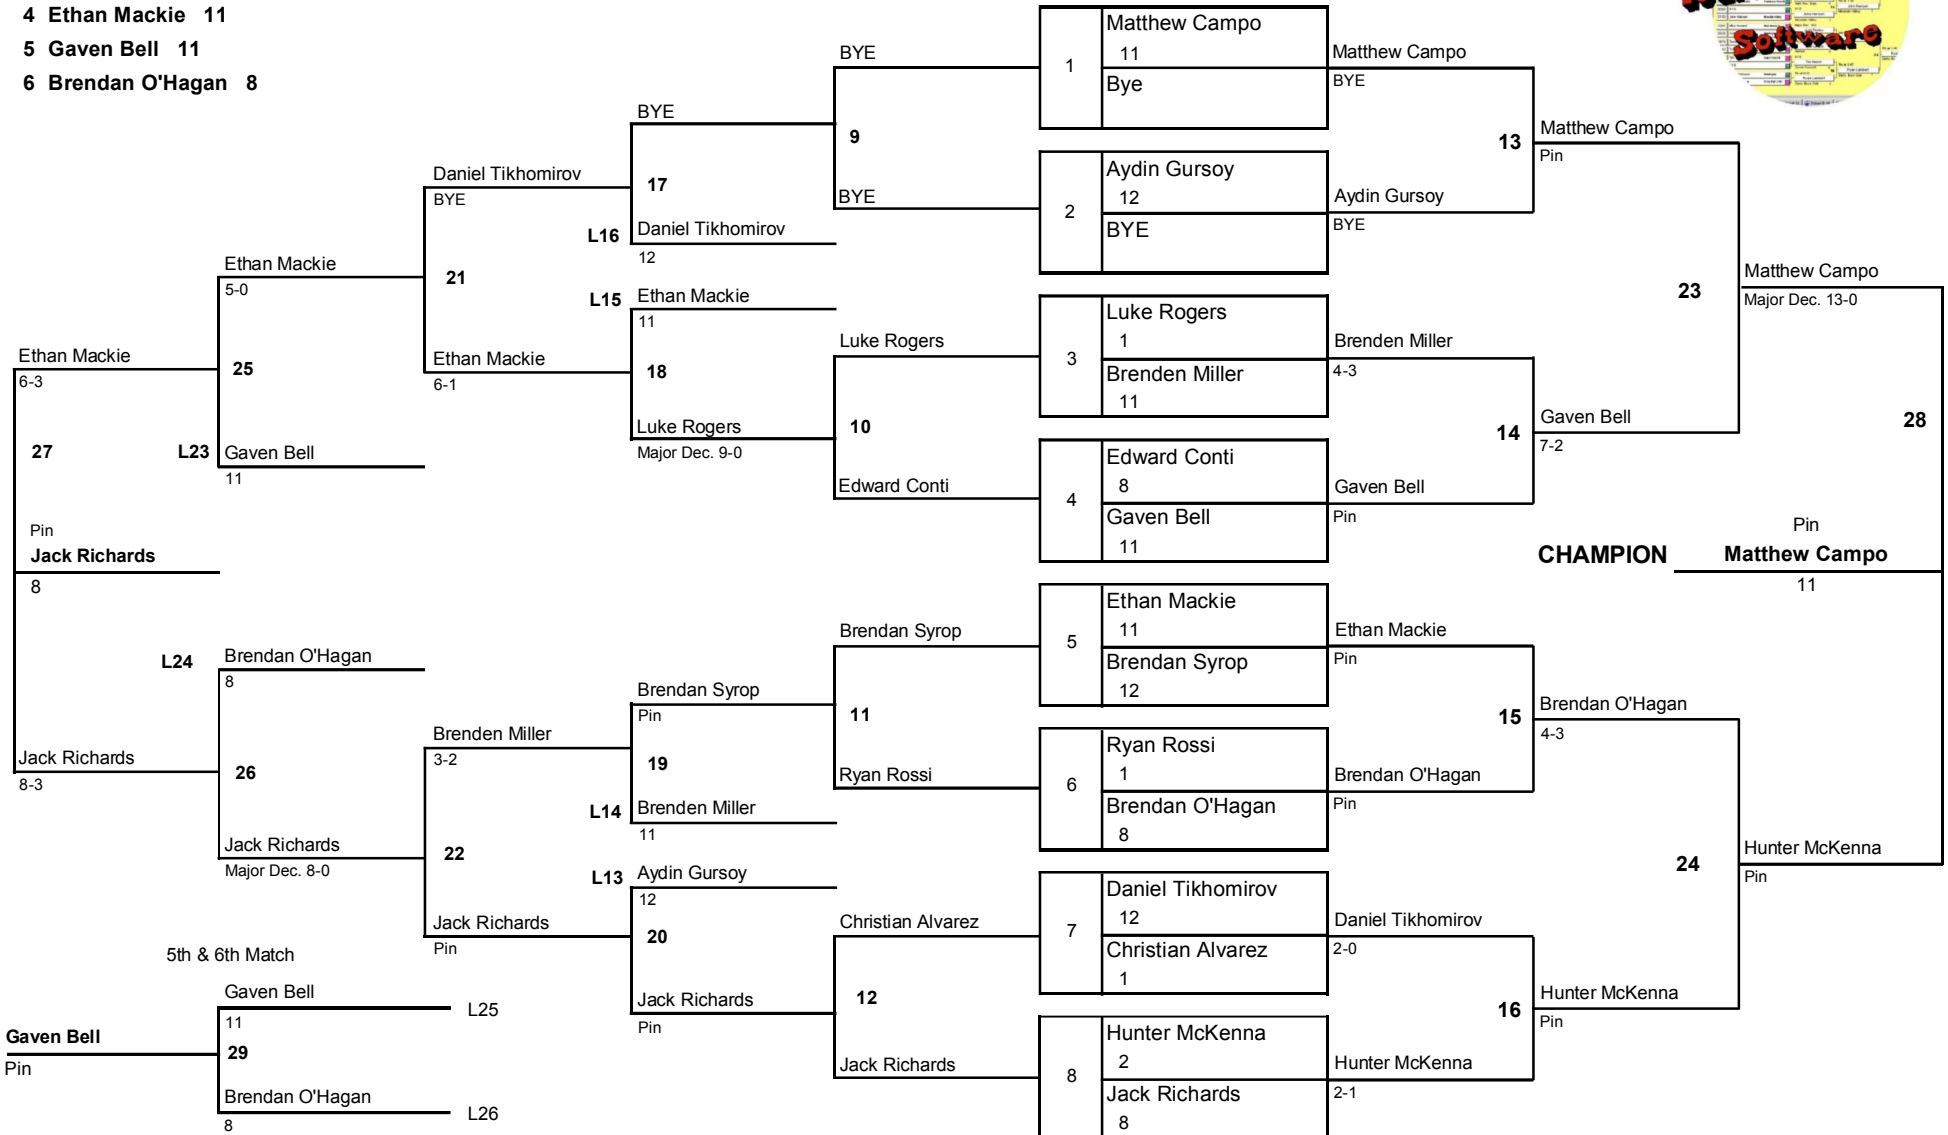 4 Ethan Mackie 11
5 Gaven Bell 11
6 Brendan O'Hagan 8
Software
BYE
BYE
17
L16
Daniel Tikhomirov
12
BYE
9
BYE
1
Matthew Campo
11
Bye
2
Aydin Gursoy
12
BYE
Matthew Campo
BYE
13
Aydin Gursoy
BYE
Matthew Campo
Pin
Daniel Tikhomirov
BYE
21
Ethan Mackie
6-1
Ethan Mackie
5-0
25
L23
Gaven Bell
11
Ethan Mackie
6-3
27
Pin
Jack Richards
8
L15
Ethan Mackie
11
18
Luke Rogers
Major Dec. 9-0
Luke Rogers
10
Edward Conti
3
Luke Rogers
1
Brenden Miller
11
4
Edward Conti
8
Gaven Bell
11
Brenden Miller
4-3
14
Gaven Bell
Pin
Gaven Bell
7-2
23
Matthew Campo
Major Dec. 13-0
28
Pin
CHAMPION
Matthew Campo
11
L24
Brendan O'Hagan
8
26
Jack Richards
Major Dec. 8-0
Jack Richards
8-3
Brenden Miller
3-2
22
Jack Richards
Pin
Brendan Syrop
Pin
19
L14
Brenden Miller
11
L13
Aydin Gursoy
12
20
Jack Richards
Pin
Brendan Syrop
11
Ryan Rossi
Christian Alvarez
12
Jack Richards
5
Ethan Mackie
11
Brendan Syrop
12
6
Ryan Rossi
1
Brendan O'Hagan
8
7
Daniel Tikhomirov
12
Christian Alvarez
1
8
Hunter McKenna
2
Jack Richards
8
Ethan Mackie
Pin
15
Brendan O'Hagan
Pin
Brendan O'Hagan
4-3
Daniel Tikhomirov
2-0
16
Hunter McKenna
2-1
Hunter McKenna
Pin
24
Hunter McKenna
Pin
5th & 6th Match
Gaven Bell
11
L25
29
Brendan O'Hagan
8
L26
Gaven Bell
Pin